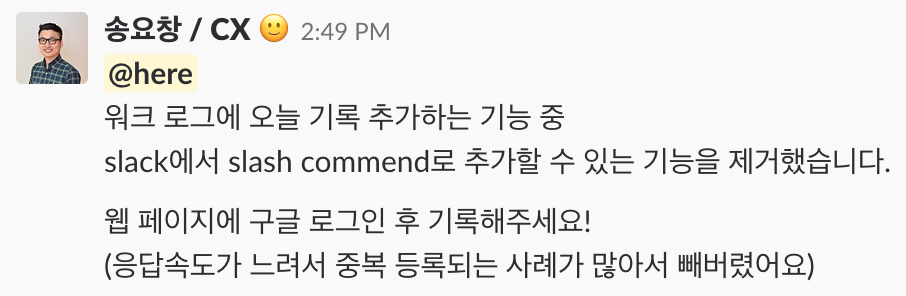 송요창 / CX 2:49 PM
@here
워크 로그에 오늘 기록 추가하는 기능 중
slack에서 slash commend로 추가할 수 있는 기능을 제거했습니다.
웹 페이지에 구글 로그인 후 기록해주세요!
(응답속도가 느려서 중복 등록되는 사례가 많아서 빼버렸어요)